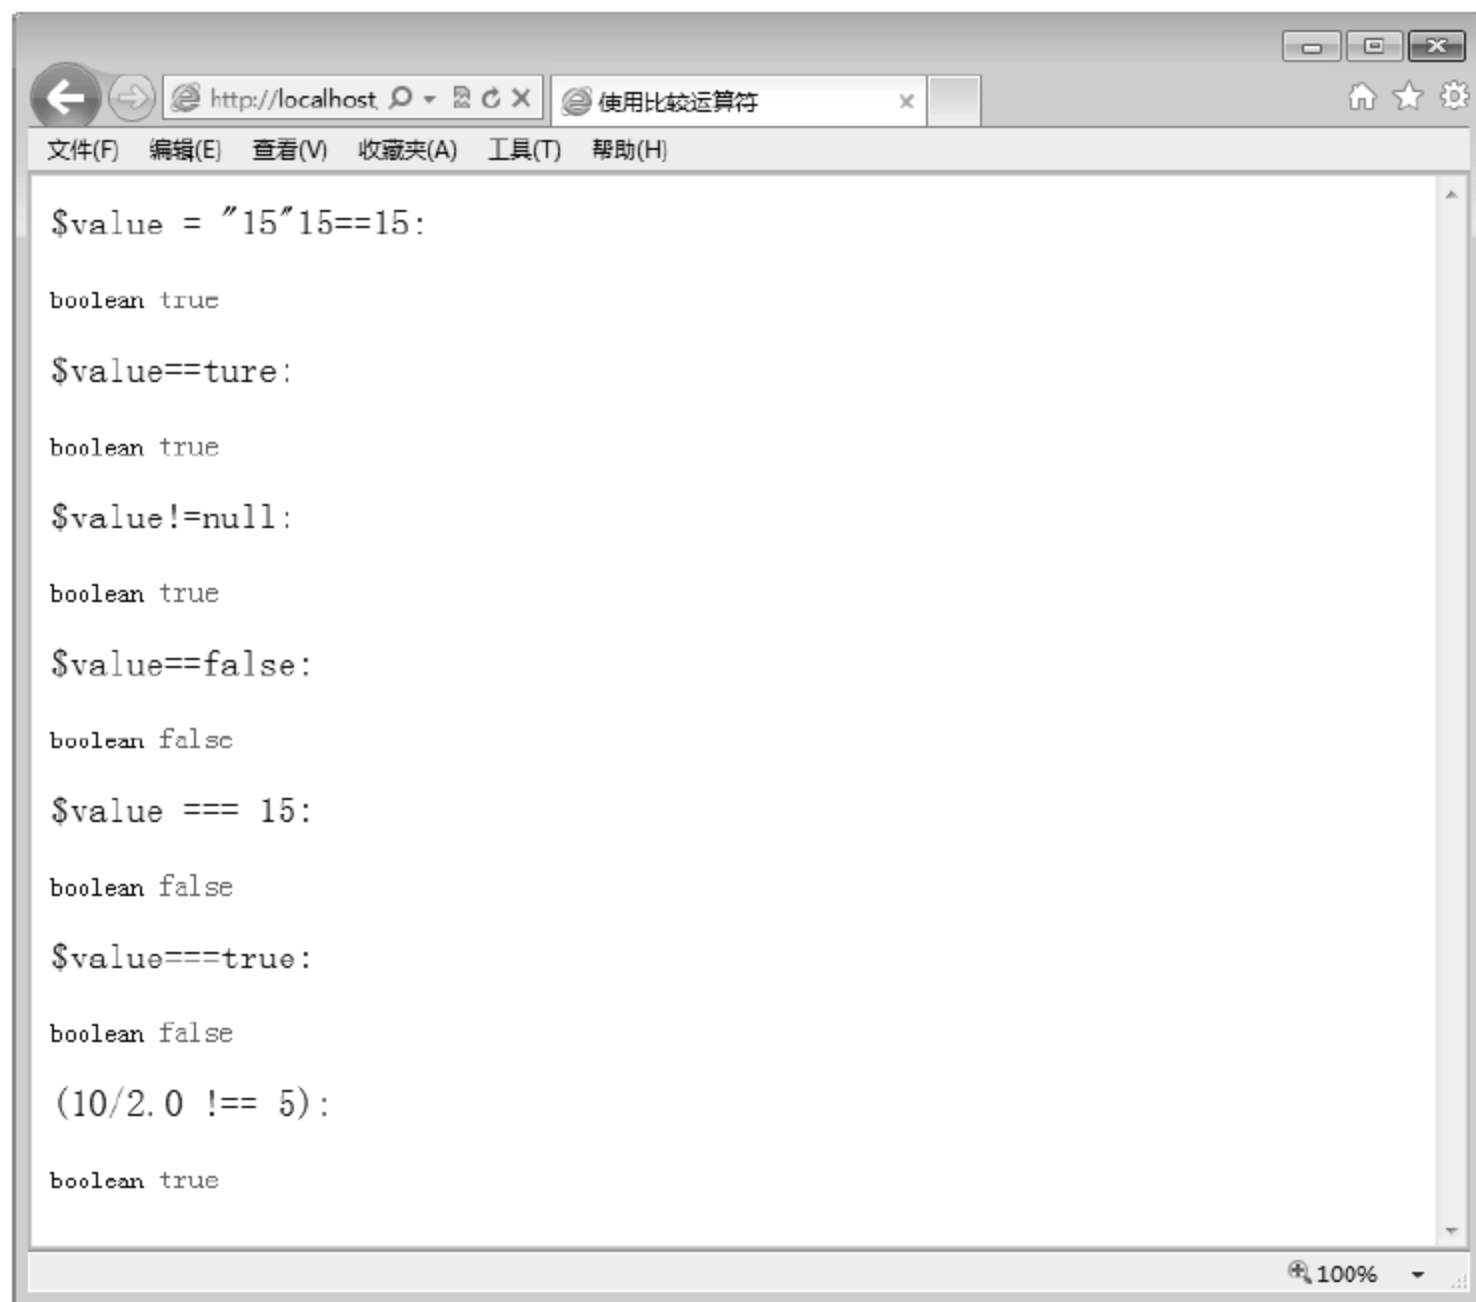 http://localhost
使用比较运算符
文件(F) 编辑(E) 查看(V) 收藏夹(A) 工具(T) 帮助(H)
$value = "15"15==15:
boolean true
$value==ture:
boolean true
$value!=null:
boolean true
$value==false:
boolean false
$value === 15:
boolean false
$value===true:
boolean false
(10/2.0 !== 5):
boolean true
100%